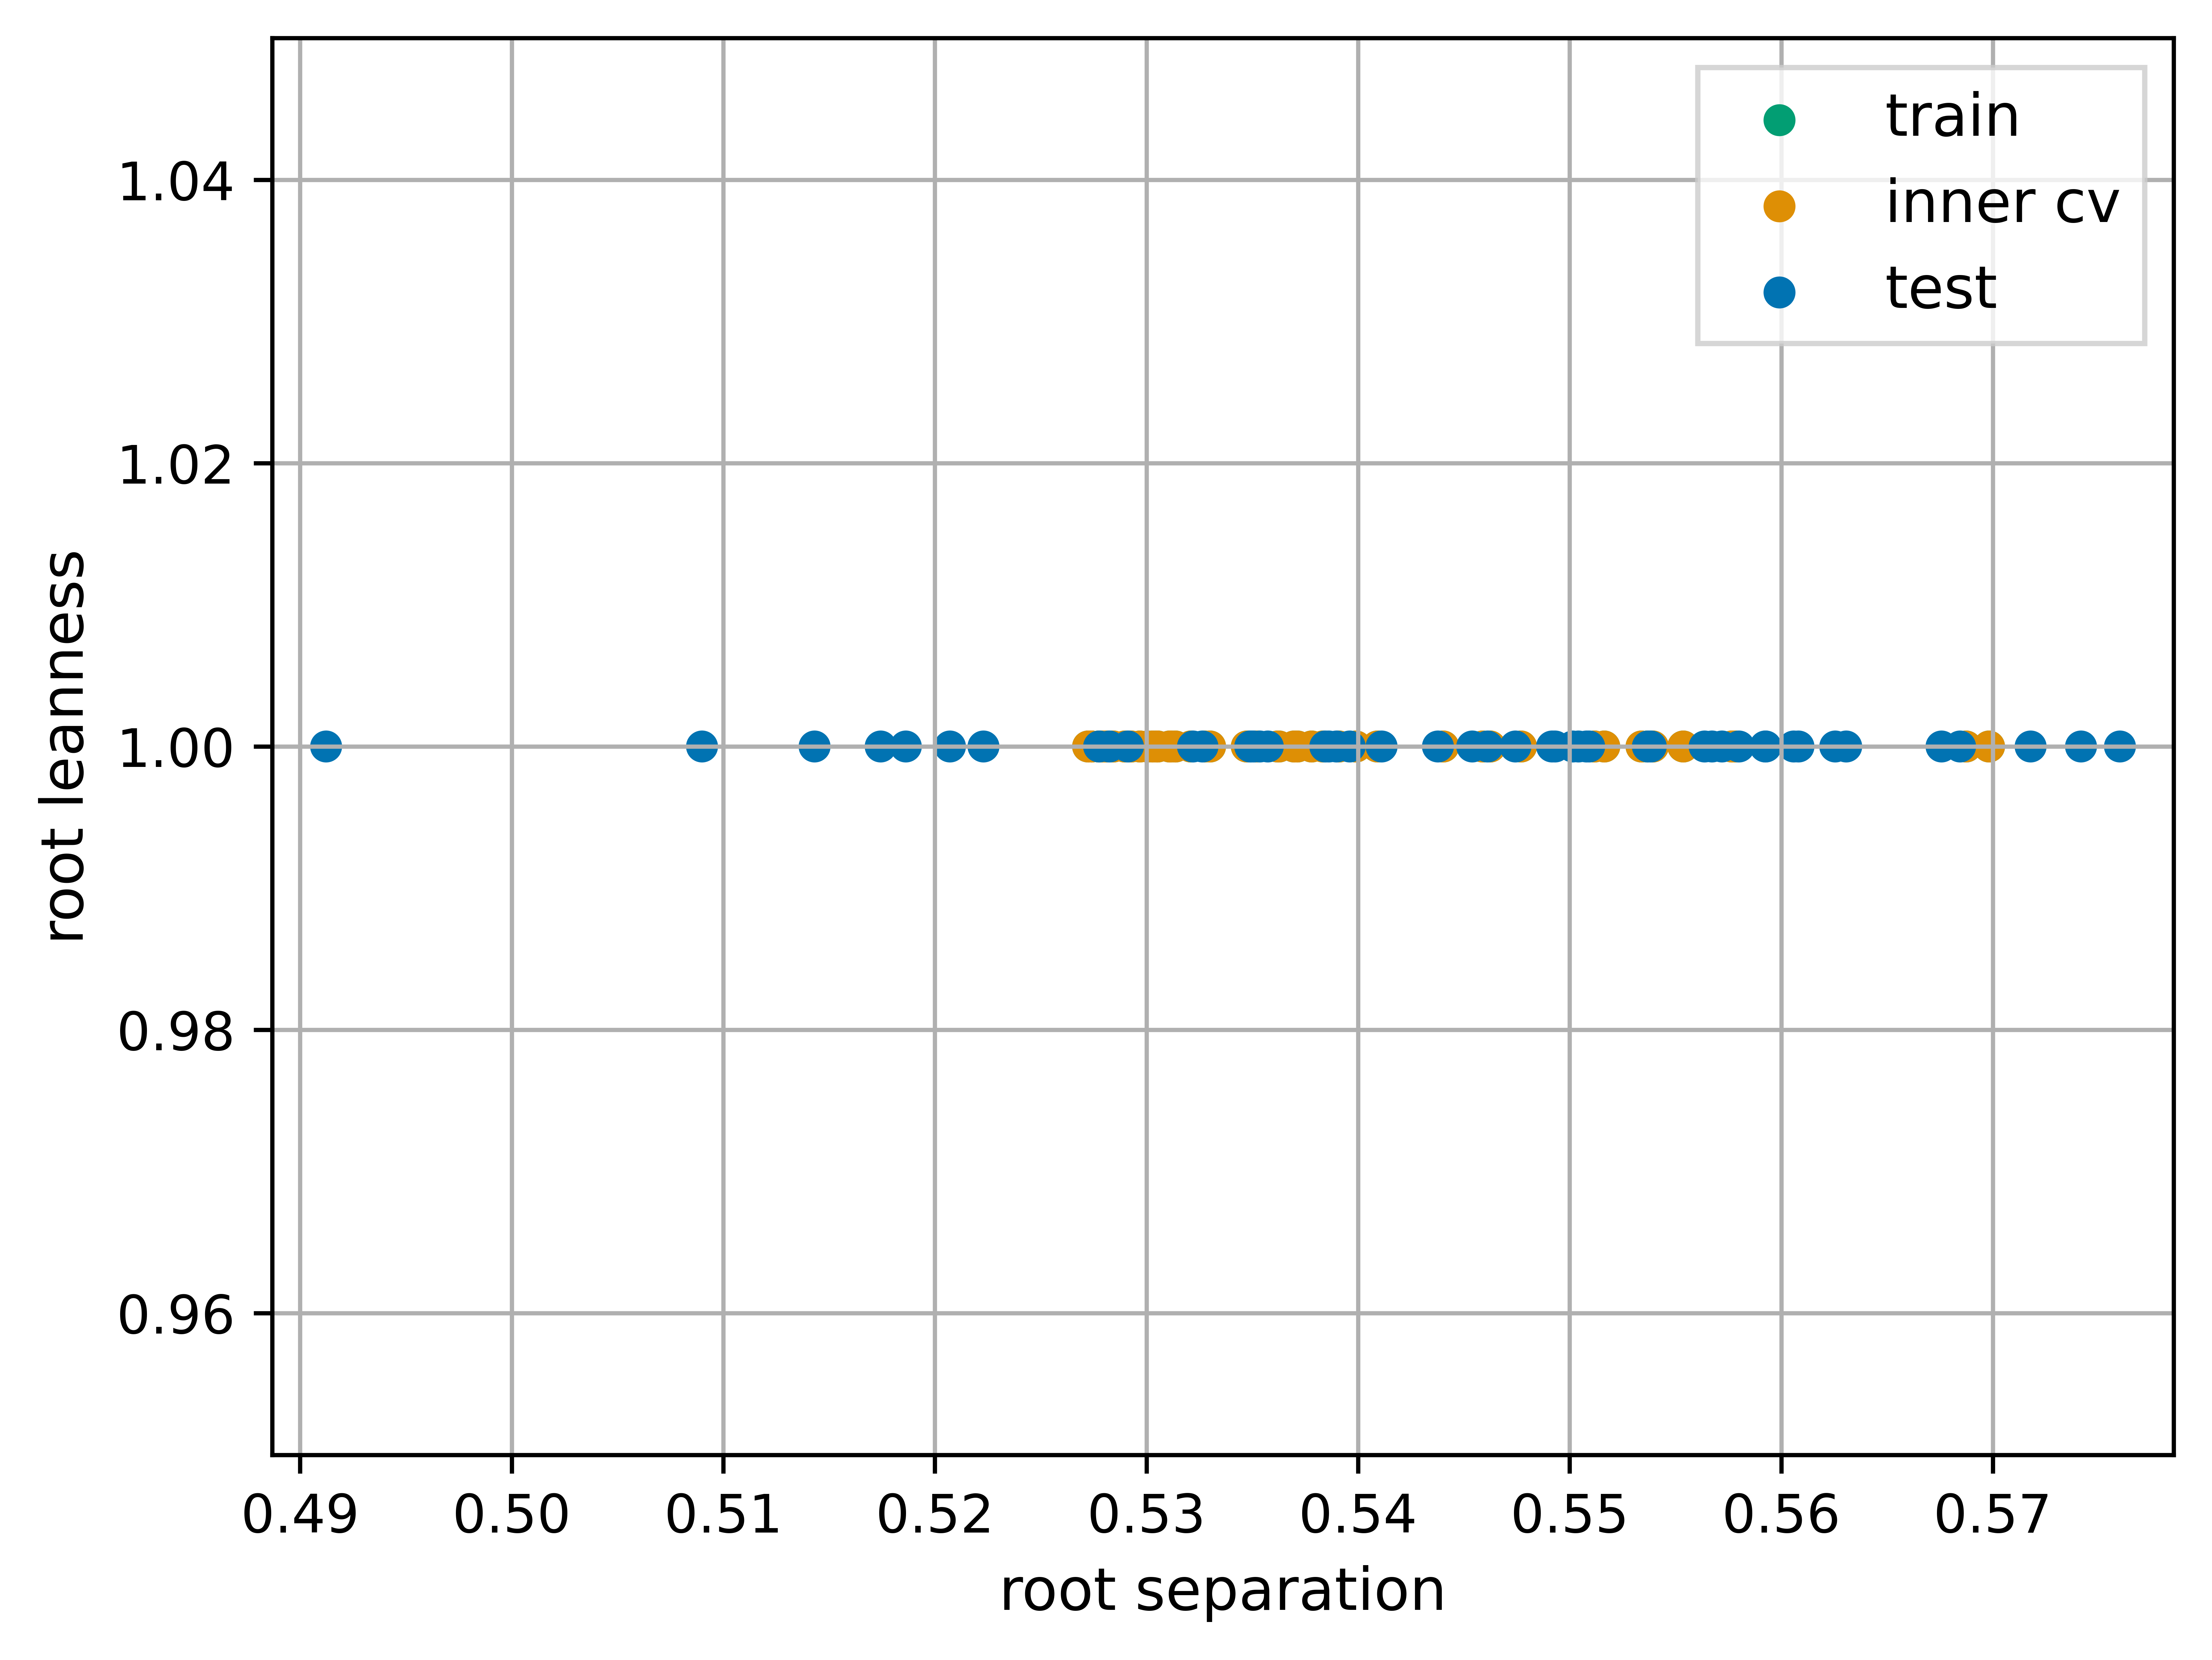 train
inner cv
test
1.04
1.02
1.00
0.98
0.96
root leanness
0.49 0.50 0.51 0.52 0.53 0.54 0.55 0.56 0.57
root separation